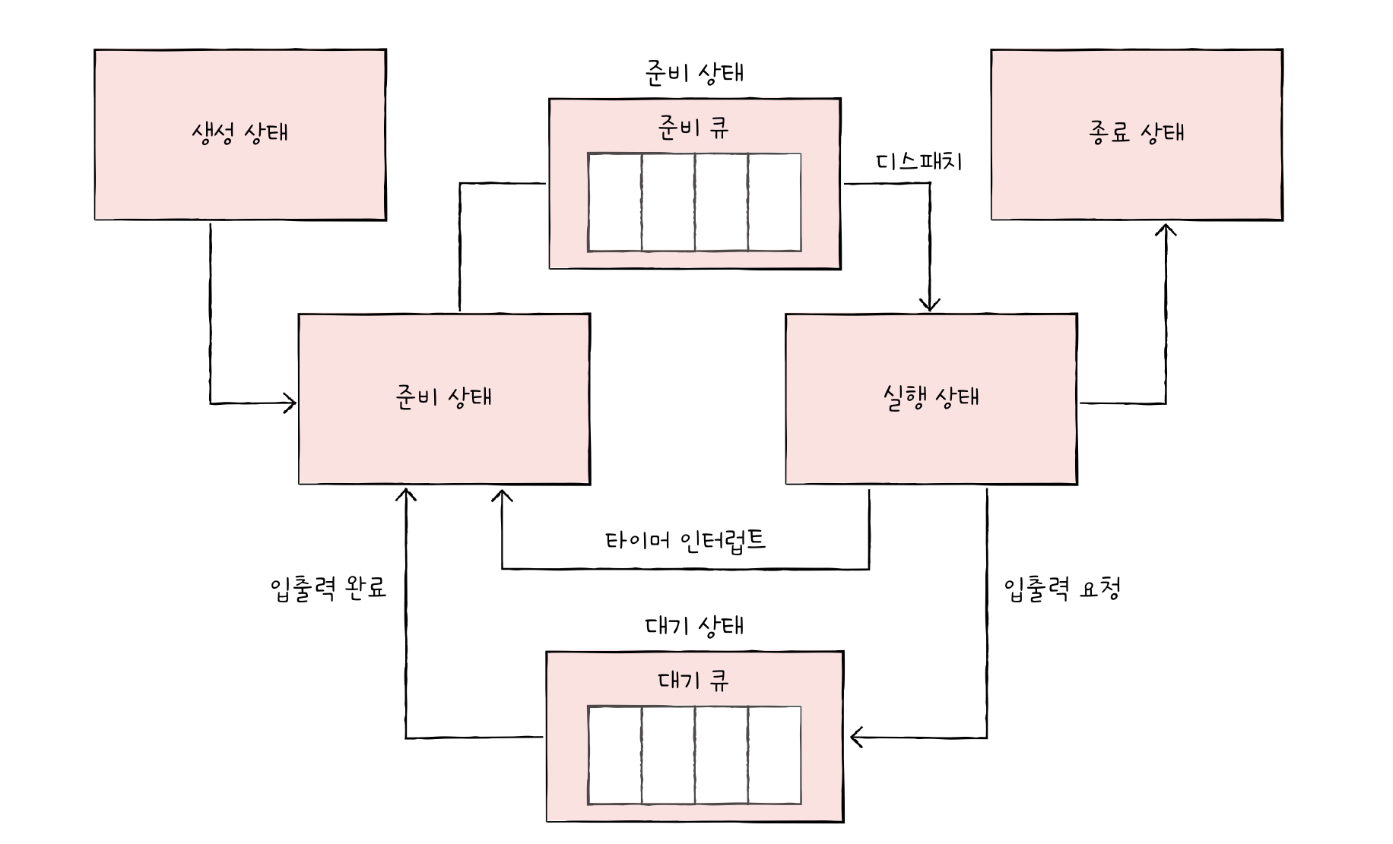 준비 상태
생성 상태
준비 큐
종료 상태
디스패치
준비 상태
실행 상태
타이머 인터럽트
입출력 완료
입출력 요청
대기 상태
대기 큐